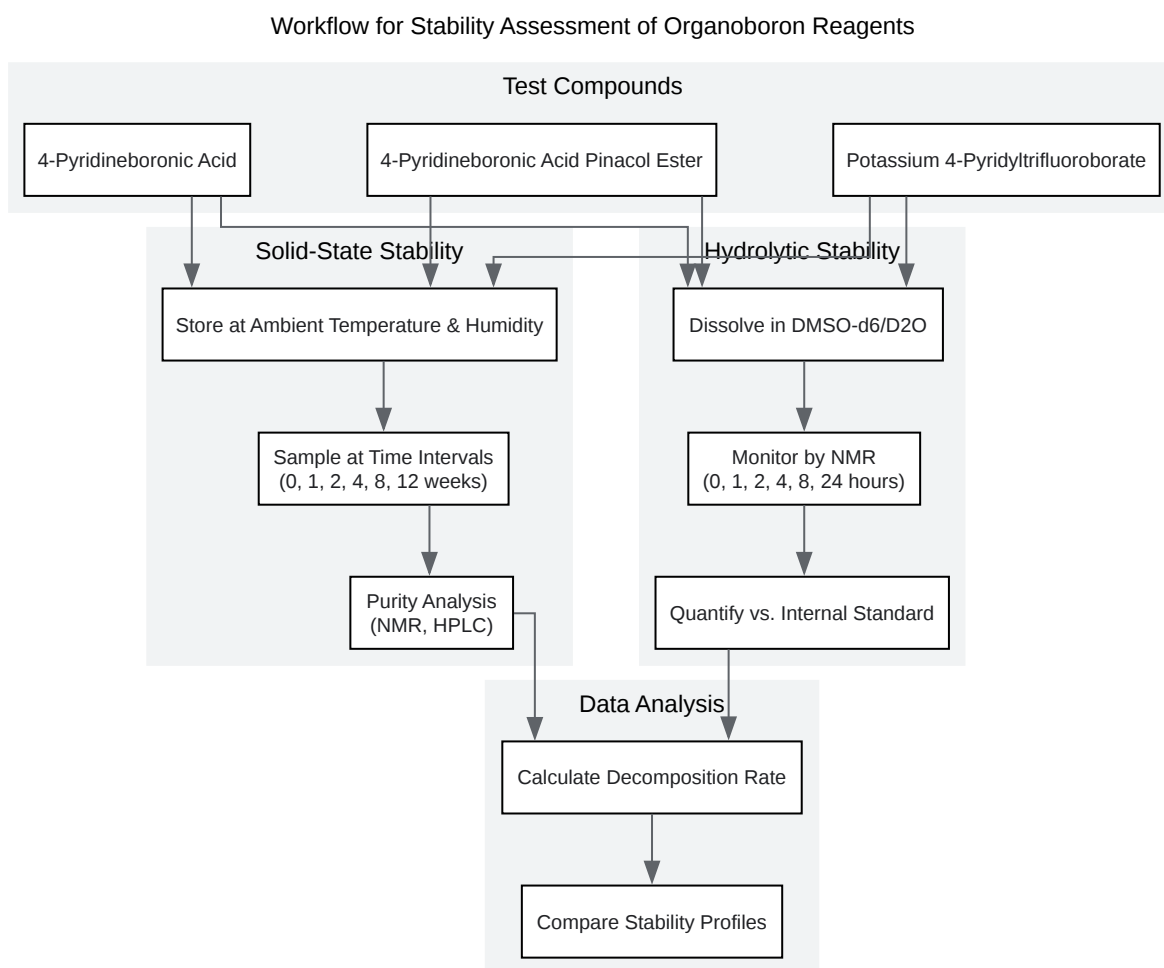 Workflow for Stability Assessment of Organoboron Reagents
Test Compounds
4-Pyridineboronic Acid
4-Pyridineboronic Acid Pinacol Ester
Potassium 4-Pyridyltrifluoroborate
Solid-State Stability
Hydrolytic Stability
Store at Ambient Temperature & Humidity
Dissolve in DMSO-d6/D2O
Sample at Time Intervals
(0, 1, 2, 4, 8, 12 weeks)
Monitor by NMR
(0, 1, 2, 4, 8, 24 hours)
Purity Analysis
(NMR, HPLC)
Quantify vs. Internal Standard
Data Analysis
Calculate Decomposition Rate
Compare Stability Profiles